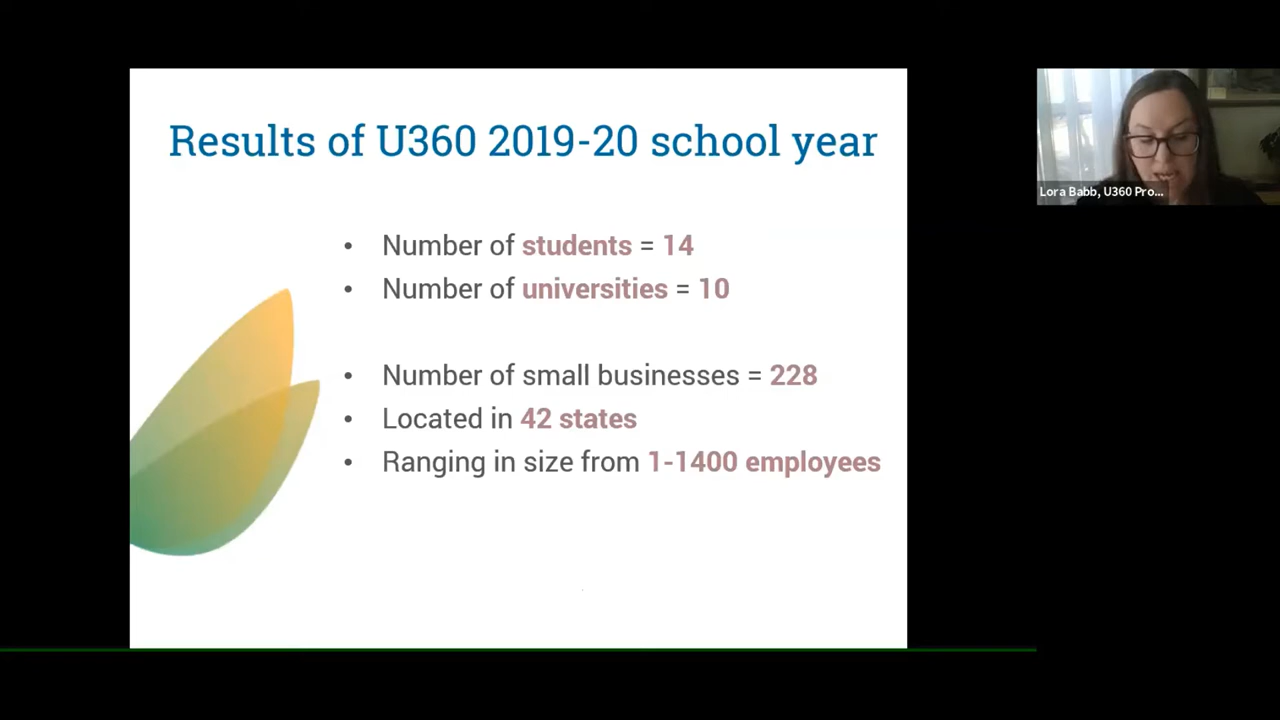 Results of U360 2019-20 school year
• Number of students = 14
• Number of universities = 10
• Number of small businesses = 228
• Located in 42 states
• Ranging in size from 1-1400 employees
Lora Babb, U360 Pro...